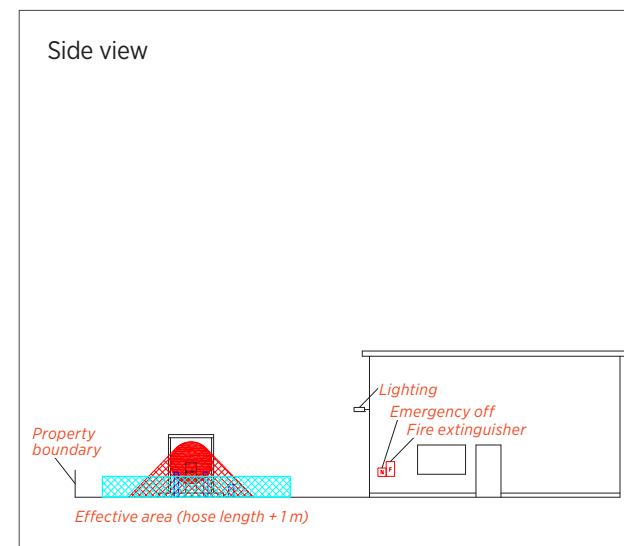 Side view
Lighting
Emergency off
Fire extinguisher
Property
boundary
N F
Effective area (hose length + 1 m)